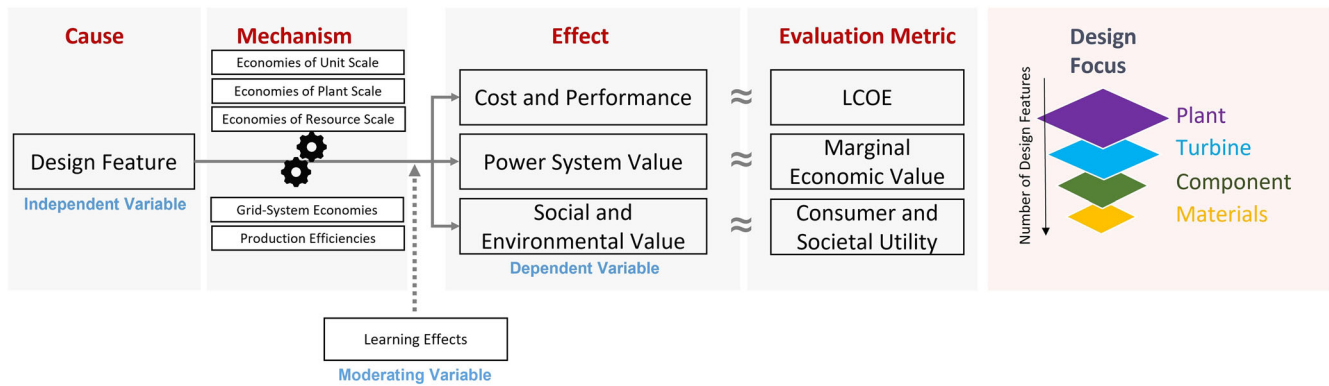 Cause
Design Feature
Independent Variable
Mechanism
Economies of Unit Scale
Economies of Plant Scale
Economies of Resource Scale
Grid-System Economies
Production Efficiencies
Learning Effects
Moderating Variable
Effect
Cost and Performance
Power System Value
Social and
Environmental Value
Dependent Variable
≈
≈
≈
Evaluation Metric
LCOE
Marginal
Economic Value
Consumer and
Societal Utility
Design
Focus
Number of Design Features
Plant
Turbine
Component
Materials